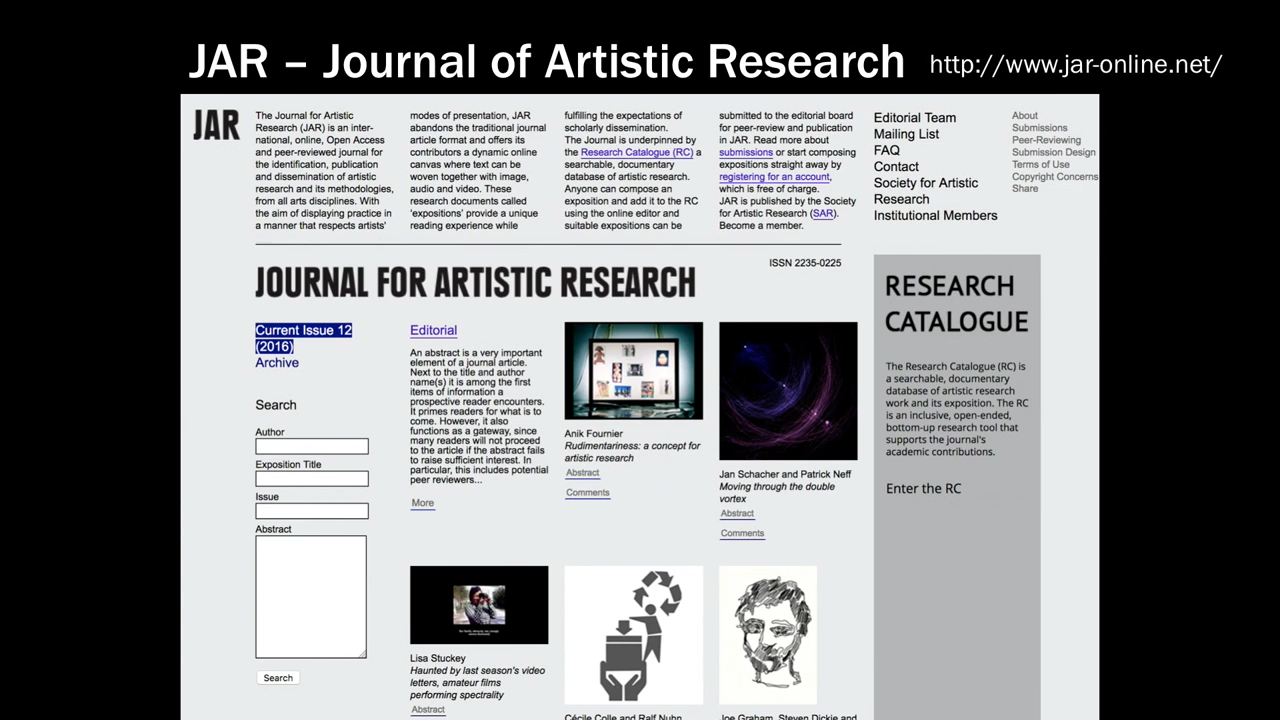 JAR – Journal of Artistic Research
http://www.jar-online.net/
JAR
The Journal for Artistic
Research (JAR) is an inter-
national, online, Open Access
and peer-reviewed journal for
the identification, publication
and dissemination of artistic
research and its methodologies,
from all arts disciplines. With
the aim of displaying practice in
a manner that respects artists'
modes of presentation, JAR
abandons the traditional journal
article format and offers its
contributors a dynamic online
canvas where text can be
woven together with image,
audio and video. These
research documents called
'expositions' provide a unique
reading experience while
fulfilling the expectations of
scholarly dissemination.
The Journal is underpinned by
the Research Catalogue (RC) a
searchable, documentary
database of artistic research.
Anyone can compose an
exposition and add it to the RC
using the online editor and
suitable expositions can be
submitted to the editorial board
for peer-review and publication
in JAR. Read more about
submissions or start composing
expositions straight away by
registering for an account,
which is free of charge.
JAR is published by the Society
for Artistic Research (SAR).
Become a member.
Editorial Team
Mailing List
FAQ
Contact
Society for Artistic
Research
Institutional Members
About
Submissions
Peer-Reviewing
Submission Design
Terms of Use
Copyright Concerns
Share
ISSN 2235-0225
JOURNAL FOR ARTISTIC RESEARCH
Current Issue 12
(2016)
Archive
Search
Author
Exposition Title
Issue
Abstract
Search
Editorial
An abstract is a very important
element of a journal article.
Next to the title and author
name(s) it is among the first
items of information a
prospective reader encounters.
It primes readers for what is to
come. However, it also
functions as a gateway, since
many readers will not proceed
to the article if the abstract fails
to raise sufficient interest. In
particular, this includes potential
peer reviewers...
More
Anik Fournier
Rudimentariness: a concept for
artistic research
Abstract
Comments
Jan Schacher and Patrick Neff
Moving through the double
vortex
Abstract
Comments
RESEARCH
CATALOGUE
The Research Catalogue (RC) is
a searchable, documentary
database of artistic research
work and its exposition. The RC
is an inclusive, open-ended,
bottom-up research tool that
supports the journal's
academic contributions.
Enter the RC
Lisa Stuckey
Haunted by last season's video
letters, amateur films
performing spectrality
Abstract
Cécile Colle and Ralf Nuhn
Joe Graham, Steven Dickie and